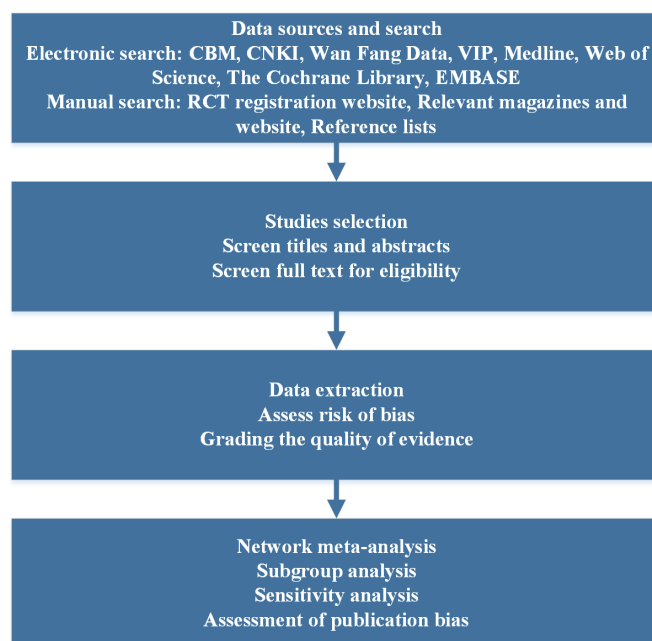 Data sources and search
Electronic search: CBM, CNKI, Wan Fang Data, VIP, Medline, Web of
Science, The Cochrane Library, EMBASE
Manual search: RCT registration website, Relevant magazines and
website, Reference lists
Studies selection
Screen titles and abstracts
Screen full text for eligibility
Data extraction
Assess risk of bias
Grading the quality of evidence
Network meta-analysis
Subgroup analysis
Sensitivity analysis
Assessment of publication bias